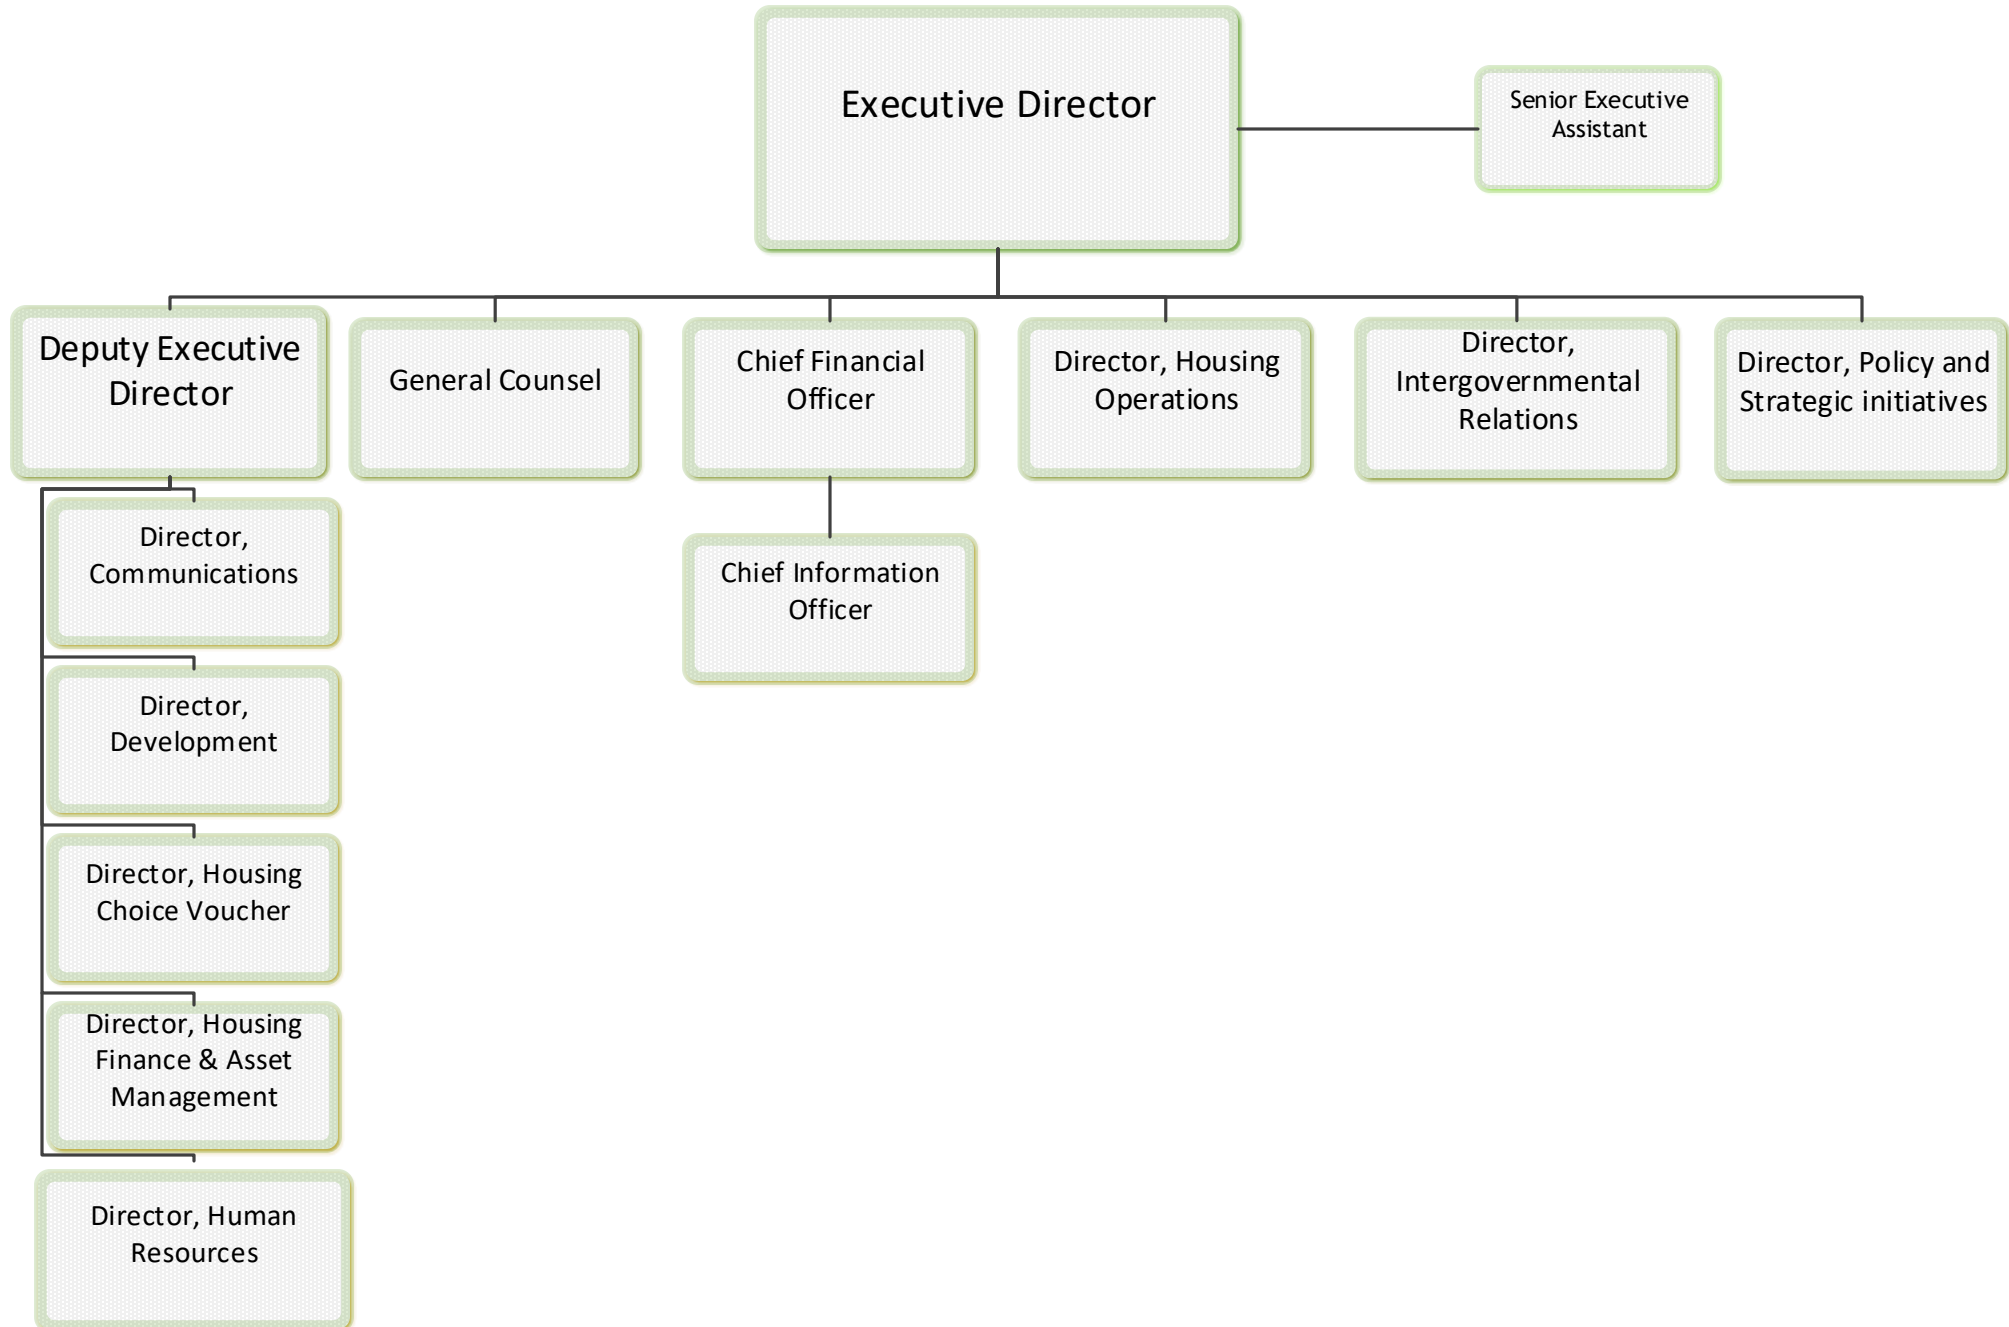 Executive Director
Senior Executive
Assistant
Deputy Executive
Director
General Counsel
Chief Financial
Officer
Director, Housing
Operations
Director,
Intergovernmental
Relations
Director, Policy and
Strategic initiatives
Director,
Communications
Chief Information
Officer
Director,
Development
Director, Housing
Choice Voucher
Director, Housing
Finance & Asset
Management
Director, Human
Resources